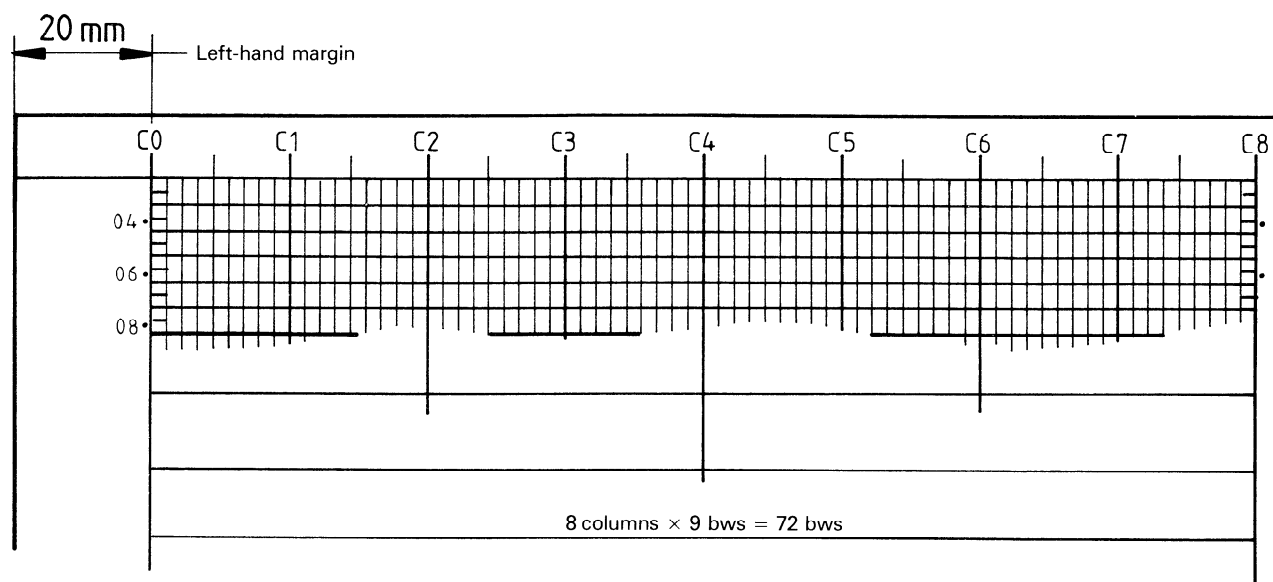 20 mm
Left-hand margin
C0 C1 C2 C3 C4 C5 C6 C7 C8
04
06
08
8 columns × 9 bws = 72 bws